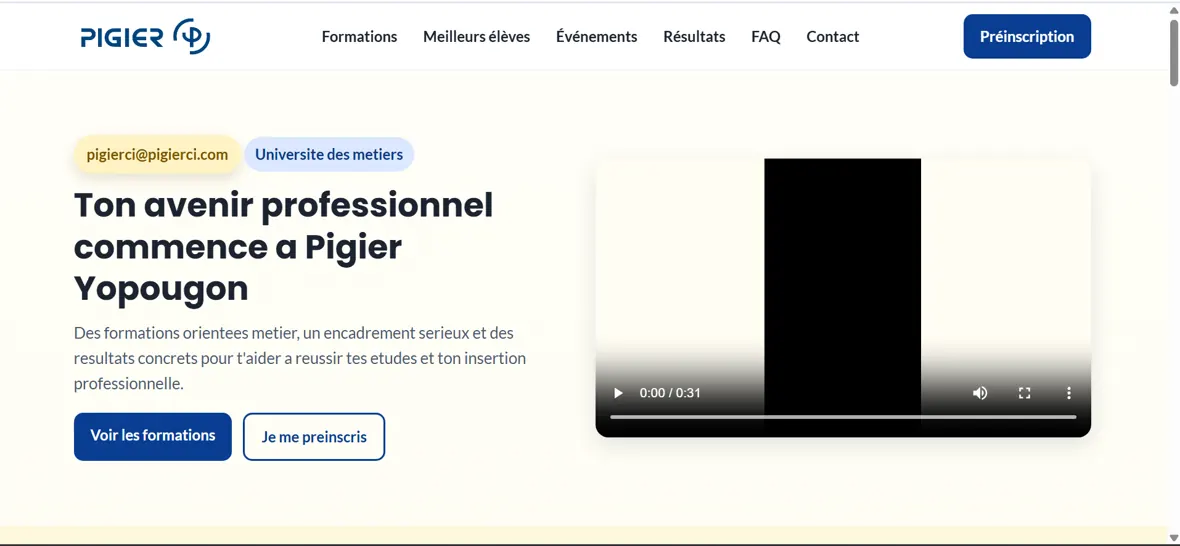 PIGIER
Formations
Meilleurs élèves
Événements
Résultats
FAQ
Contact
Préinscription
pigierci@pigierci.com
Universite des metiers
Ton avenir professionnel
commence a Pigier
Yopougon
Des formations orientees metier, un encadrement serieux et des
resultats concrets pour t'aider a reussir tes etudes et ton insertion
professionnelle.
Voir les formations
Je me preinscris
0:00 / 0:31